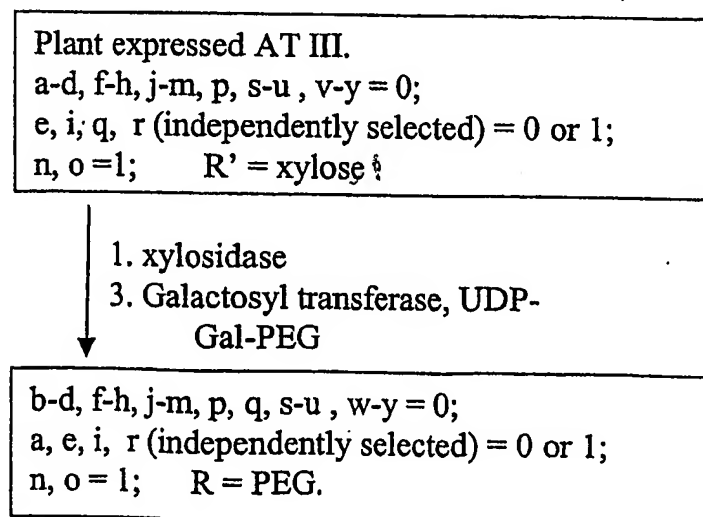 Plant expressed AT III.
a-d, f-h, j-m, p, s-u , v-y = 0;
e, i, q, r (independently selected) = 0 or 1;
n, o =1; R’ = xylose
1. xylosidase
3. Galactosyl transferase, UDP-
Gal-PEG
b-d, f-h, j-m, p, q, s-u , w-y = 0;
a, e, i, r (independently selected) = 0 or 1;
n, o = 1; R = PEG.